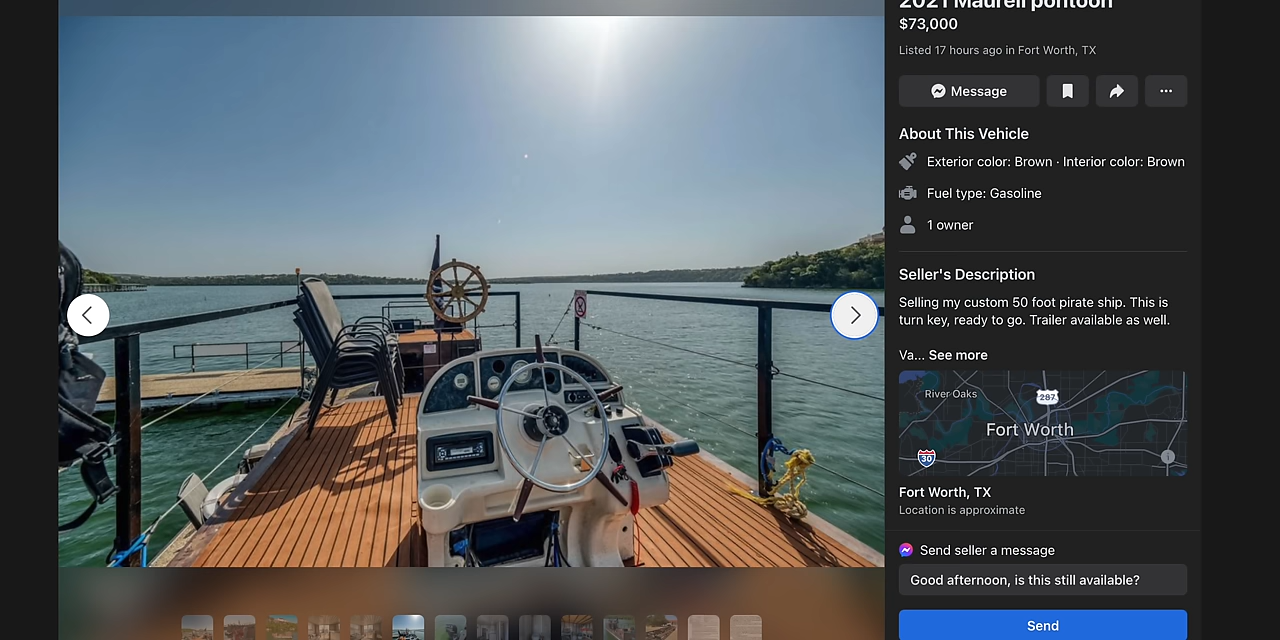 2021 Maurell pontoon
$73,000
Listed 17 hours ago in Fort Worth, TX
Message
About This Vehicle
Exterior color: Brown · Interior color: Brown
Fuel type: Gasoline
1 owner
Seller's Description
Selling my custom 50 foot pirate ship. This is
turn key, ready to go. Trailer available as well.
Va... See more
River Oaks
287
Fort Worth
30
Fort Worth, TX
Location is approximate
Send seller a message
Good afternoon, is this still available?
Send